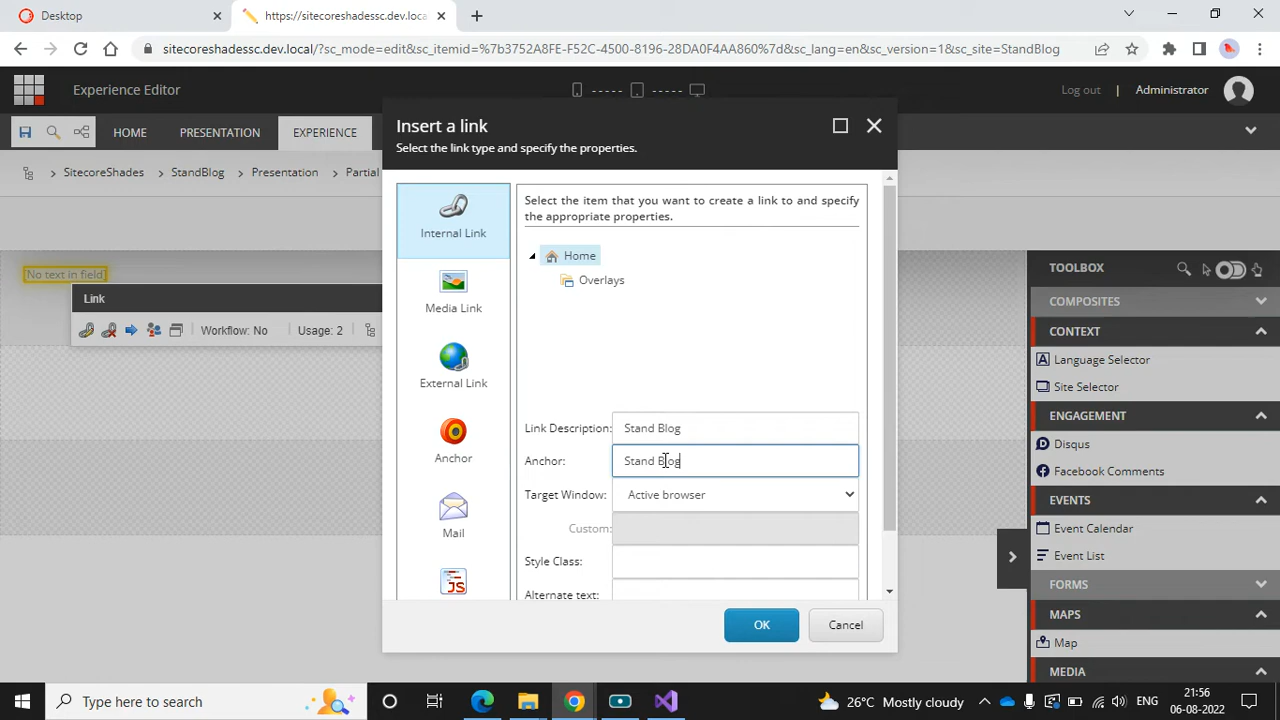 Desktop
https://sitecoreshadessc.dev.loca
sitecoreshadessc.dev.local/?sc_mode=edit&sc_itemid=%7b3752A8FE-F52C-4500-8196-28DA0F4AA860%7d&sc_lang=en&sc_version=1&sc_site=StandBlog
Experience Editor
Log out
Administrator
HOME
PRESENTATION
EXPERIENCE
SitecoreShades
StandBlog
Presentation
Partial
[No text in field]
Link
Workflow: No
Usage: 2
Insert a link
Select the link type and specify the properties.
Internal Link
Media Link
External Link
Anchor
Mail
JS
Select the item that you want to create a link to and specify
the appropriate properties.
Home
Overlays
Link Description:
Stand Blog
Anchor:
Stand Blog
Target Window:
Active browser
Custom:
Style Class:
Alternate text:
OK
Cancel
TOOLBOX
COMPOSITES
CONTEXT
Language Selector
Site Selector
ENGAGEMENT
Disqus
Facebook Comments
EVENTS
Event Calendar
Event List
FORMS
MAPS
Map
MEDIA
Type here to search
26°C Mostly cloudy
ENG
21:56
06-08-2022